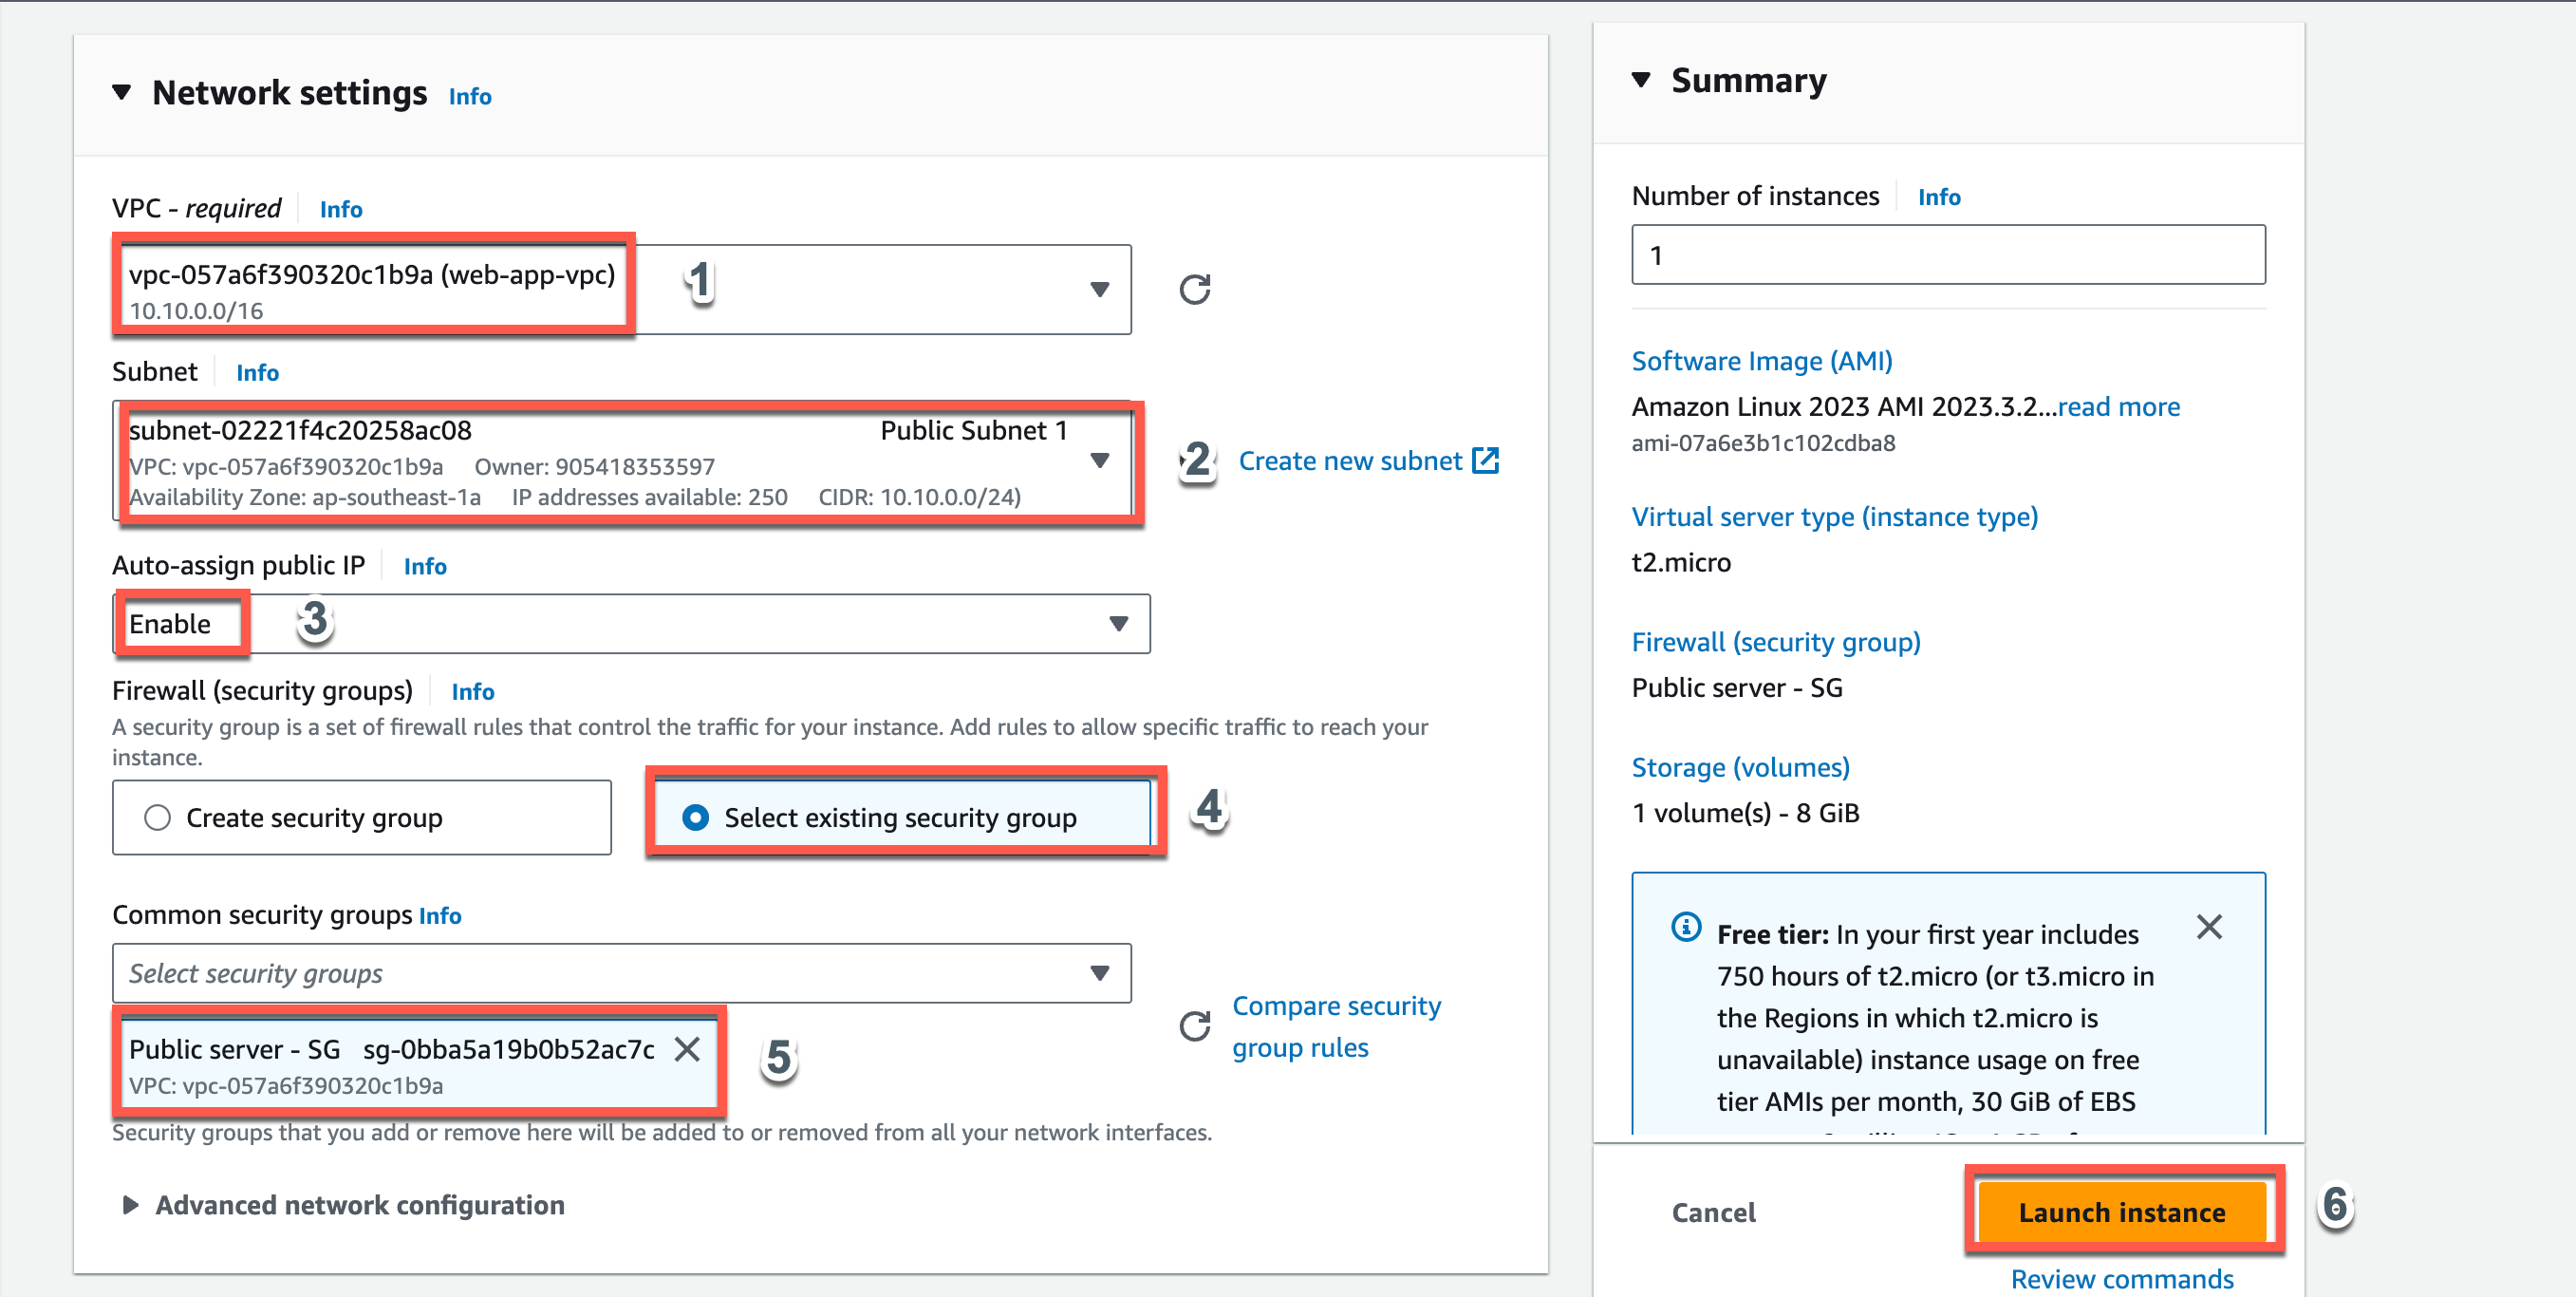 Network settings Info
VPC - required Info
vpc-057a6f390320c1b9a (web-app-vpc)
10.10.0.0/16
1
Subnet Info
subnet-02221f4c20258ac08 Public Subnet 1
VPC: vpc-057a6f390320c1b9a Owner: 905418353597
Availability Zone: ap-southeast-1a IP addresses available: 250 CIDR: 10.10.0.0/24)
2
Create new subnet
Auto-assign public IP Info
Enable
3
Firewall (security groups) Info
A security group is a set of firewall rules that control the traffic for your instance. Add rules to allow specific traffic to reach your
instance.
Create security group
Select existing security group
4
Common security groups Info
Select security groups
Public server - SG sg-0bba5a19b0b52ac7c
VPC: vpc-057a6f390320c1b9a
5
Compare security
group rules
Security groups that you add or remove here will be added to or removed from all your network interfaces.
Advanced network configuration
Summary
Number of instances Info
1
Software Image (AMI)
Amazon Linux 2023 AMI 2023.3.2...read more
ami-07a6e3b1c102cdba8
Virtual server type (instance type)
t2.micro
Firewall (security group)
Public server - SG
Storage (volumes)
1 volume(s) - 8 GiB
Free tier: In your first year includes
750 hours of t2.micro (or t3.micro in
the Regions in which t2.micro is
unavailable) instance usage on free
tier AMIs per month, 30 GiB of EBS
Cancel
Launch instance
6
Review commands